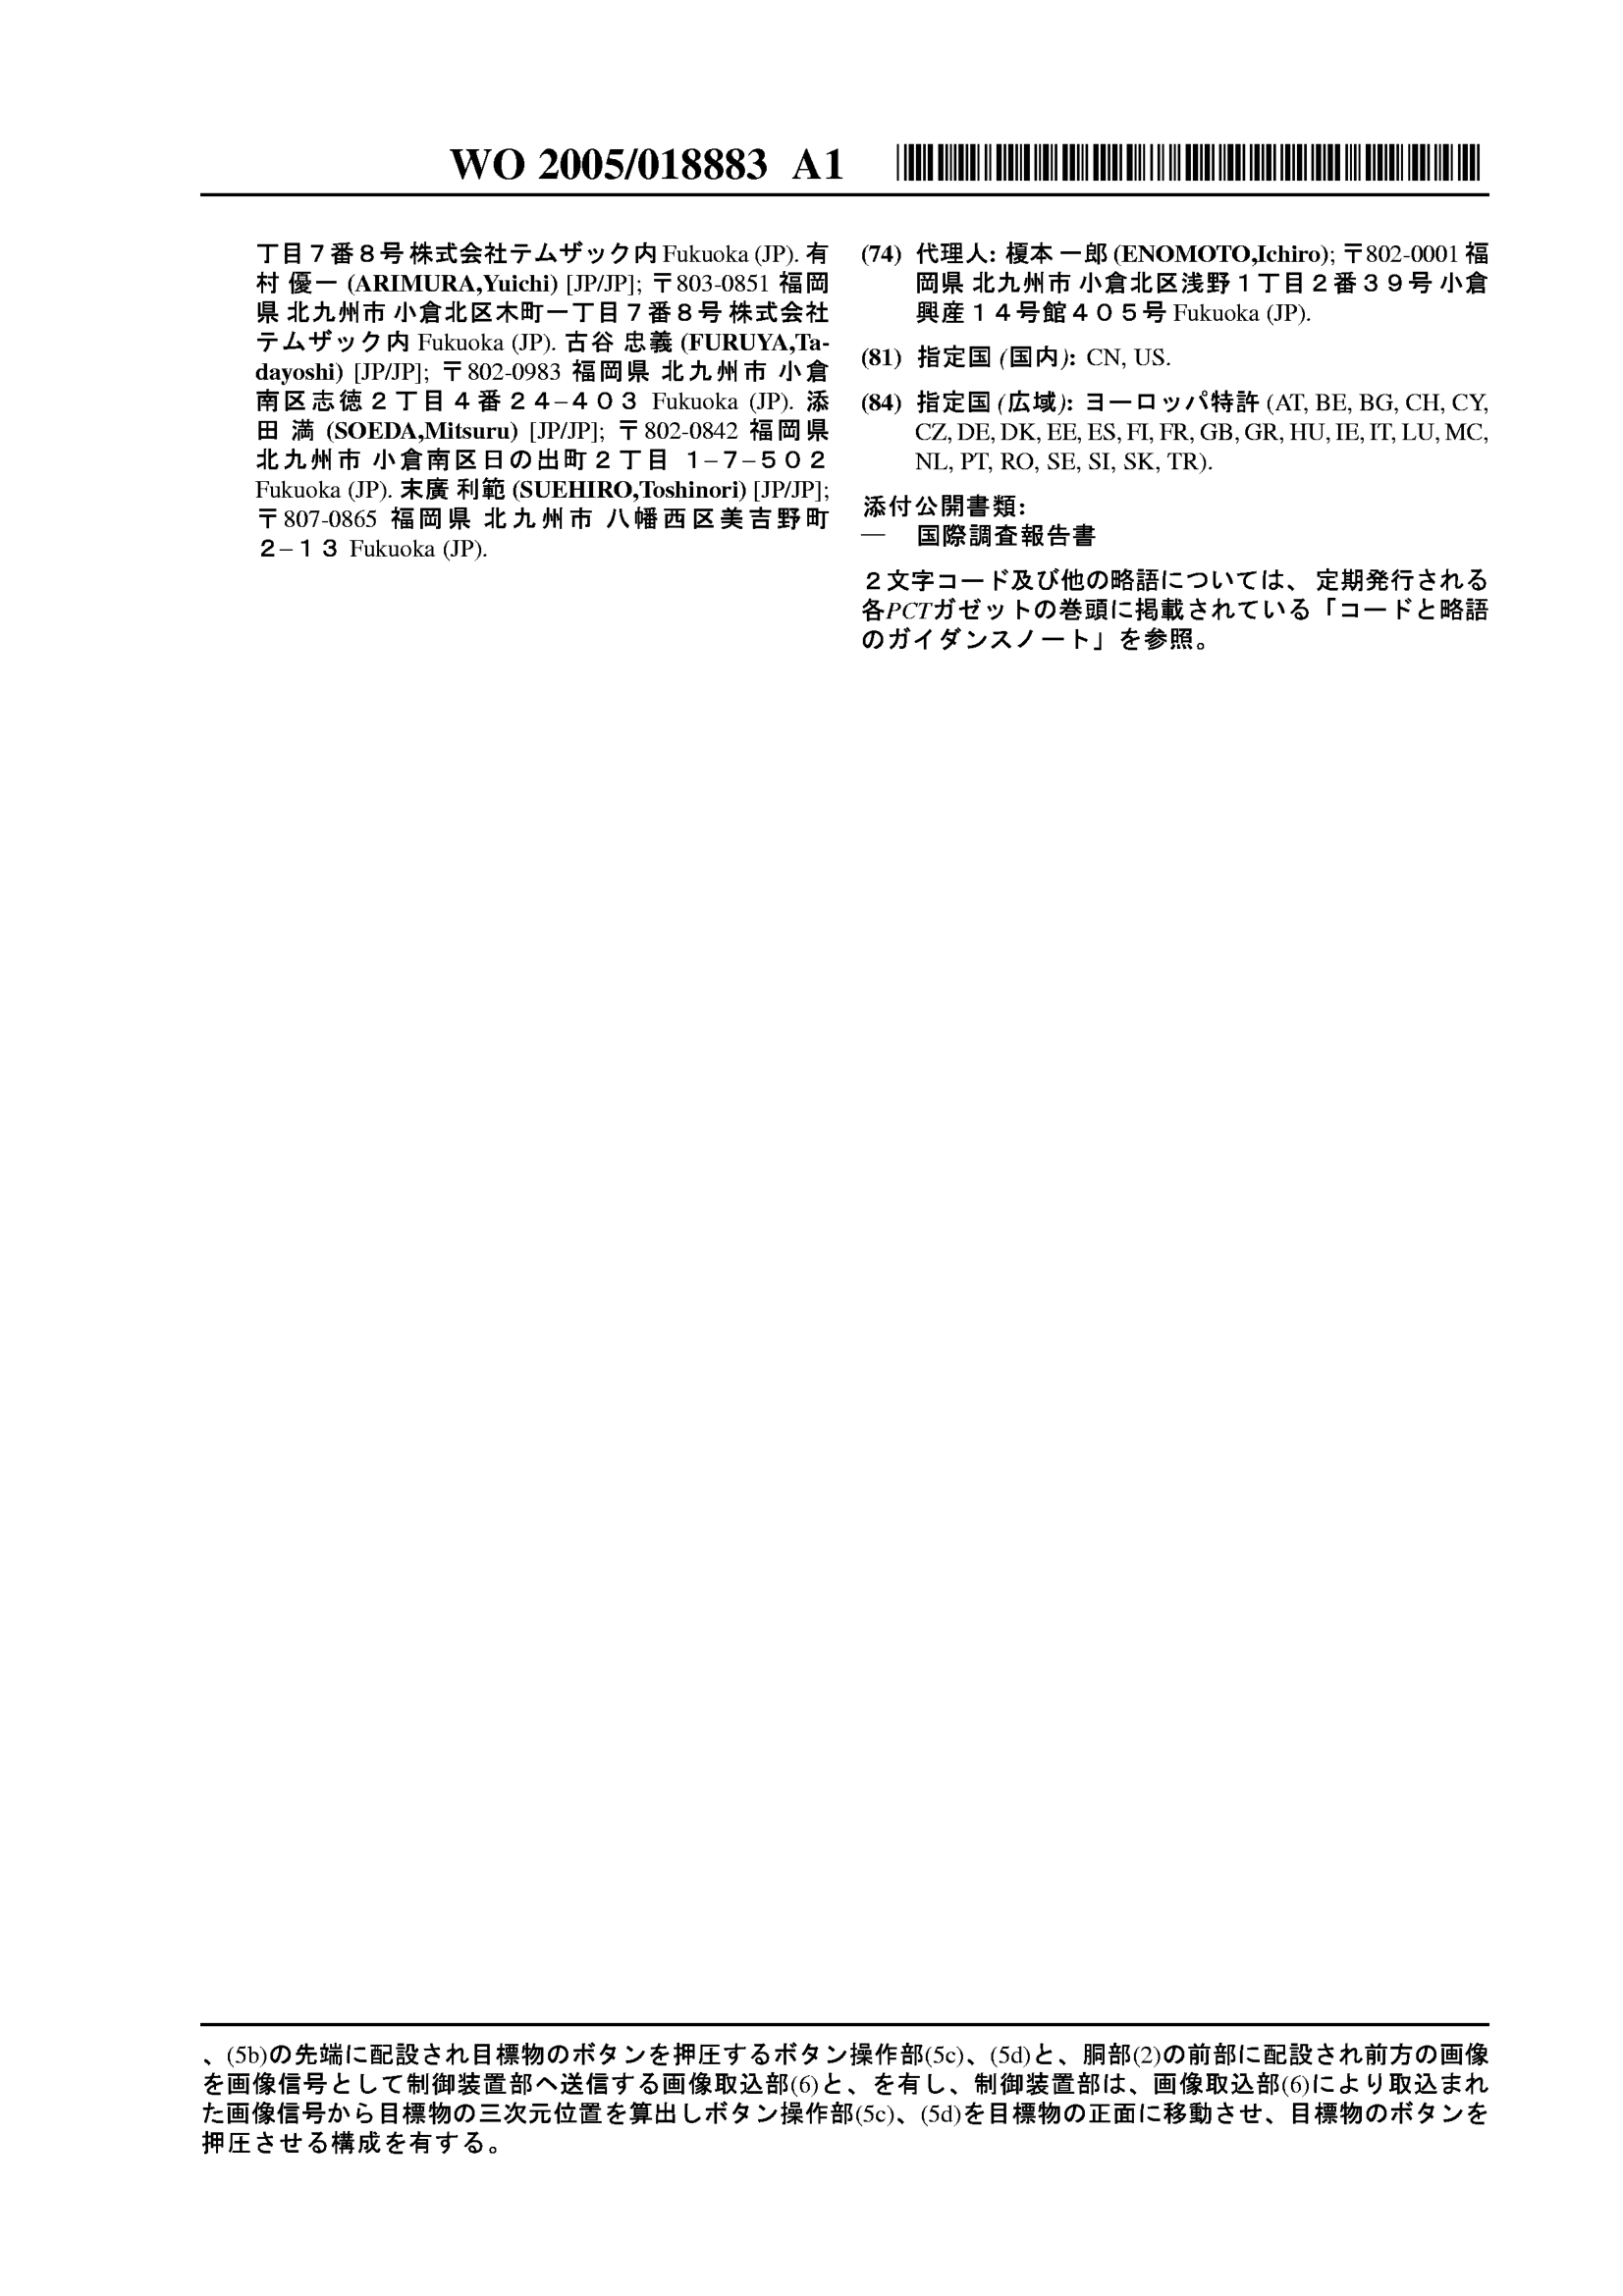 WO 2005/018883 A1
丁目７番８号 株式会社テムザック内 Fukuoka (JP). 有
村 優一 (ARIMURA,Yuichi) [JP/JP]; 〒803-0851 福岡
県 北九州市 小倉北区木町一丁目７番８号 株式会社
テムザック内 Fukuoka (JP). 古谷 忠義 (FURUYA,Ta-
dayoshi) [JP/JP]; 〒802-0983 福岡県 北九州市 小倉
南区志徳２丁目４番２４−４０３ Fukuoka (JP). 添
田 満 (SOEDA,Mitsuru) [JP/JP]; 〒802-0842 福岡県
北九州市 小倉南区日の出町２丁目 1−７−５０２
Fukuoka (JP). 末廣 利範 (SUEHIRO,Toshinori) [JP/JP];
〒807-0865 福岡県 北九州市 八幡西区美吉野町
２−１３ Fukuoka (JP).
(74) 代理人: 榎本 一郎 (ENOMOTO,Ichiro); 〒802-0001 福
岡県 北九州市 小倉北区浅野１丁目２番３９号 小倉
興産１４号館４０５号 Fukuoka (JP).
(81) 指定国 (国内): CN, US.
(84) 指定国 (広域): ヨーロッパ特許 (AT, BE, BG, CH, CY,
CZ, DE, DK, EE, ES, FI, FR, GB, GR, HU, IE, IT, LU, MC,
NL, PT, RO, SE, SI, SK, TR).
添付公開書類:
— 国際調査報告書
２文字コード及び他の略語については、 定期発行される
各PCTガゼットの巻頭に掲載されている「コードと略語
のガイダンスノート」を参照。
、(5b)の先端に配設され目標物のボタンを押圧するボタン操作部(5c)、(5d)と、胴部(2)の前部に配設され前方の画像
を画像信号として制御装置部へ送信する画像取込部(6)と、を有し、制御装置部は、画像取込部(6)により取込まれ
た画像信号から目標物の三次元位置を算出しボタン操作部(5c)、(5d)を目標物の正面に移動させ、目標物のボタンを
押圧させる構成を有する。